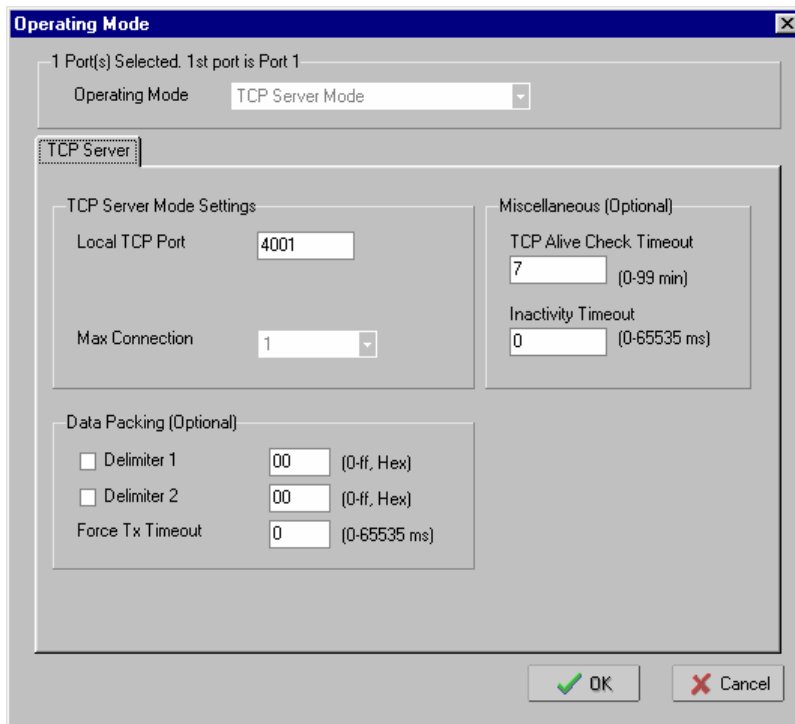 Operating Mode
1 Port(s) Selected. 1st port is Port 1
Operating Mode TCP Server Mode
TCP Server
TCP Server Mode Settings
Local TCP Port 4001
Max Connection 1
Miscellaneous (Optional)
TCP Alive Check Timeout
7 (0-99 min)
Inactivity Timeout
0 (0-65535 ms)
Data Packing (Optional)
Delimiter 1 00 (0-ff, Hex)
Delimiter 2 00 (0-ff, Hex)
Force Tx Timeout 0 (0-65535 ms)
OK Cancel